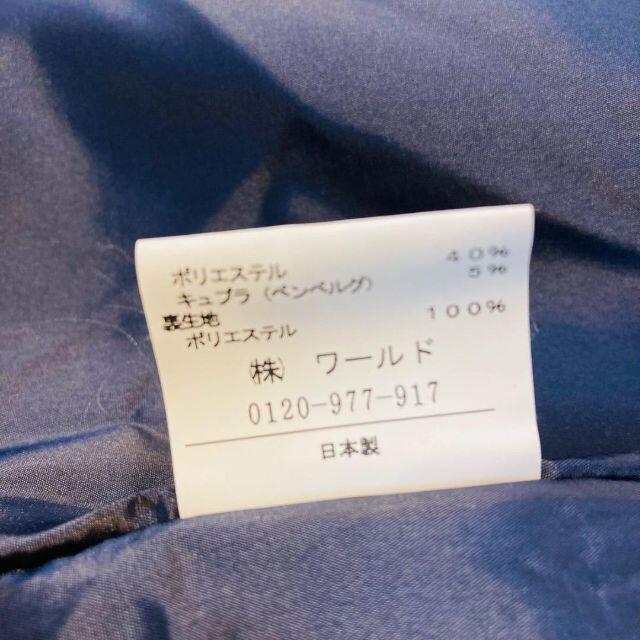 ポリエステル 40%
キュプラ(ベンベルグ) 5%
裏生地
ポリエステル 100%
㈱ ワールド
0120-977-917
日本製